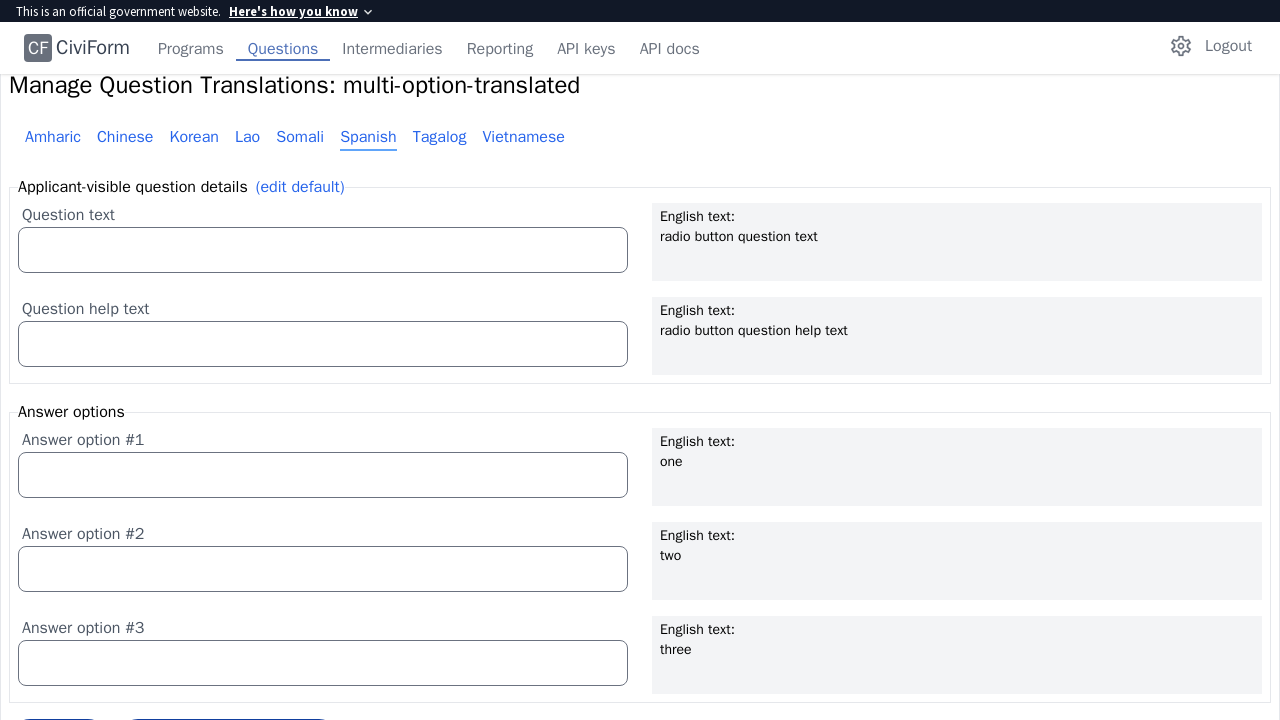 This is an official government website. Here's how you know
CF CiviForm Programs Questions Intermediaries Reporting API keys API docs Logout
Manage Question Translations: multi-option-translated
Amharic Chinese Korean Lao Somali Spanish Tagalog Vietnamese
Applicant-visible question details (edit default)
Question text
English text:
radio button question text
Question help text
English text:
radio button question help text
Answer options
Answer option #1
English text:
one
Answer option #2
English text:
two
Answer option #3
English text:
three